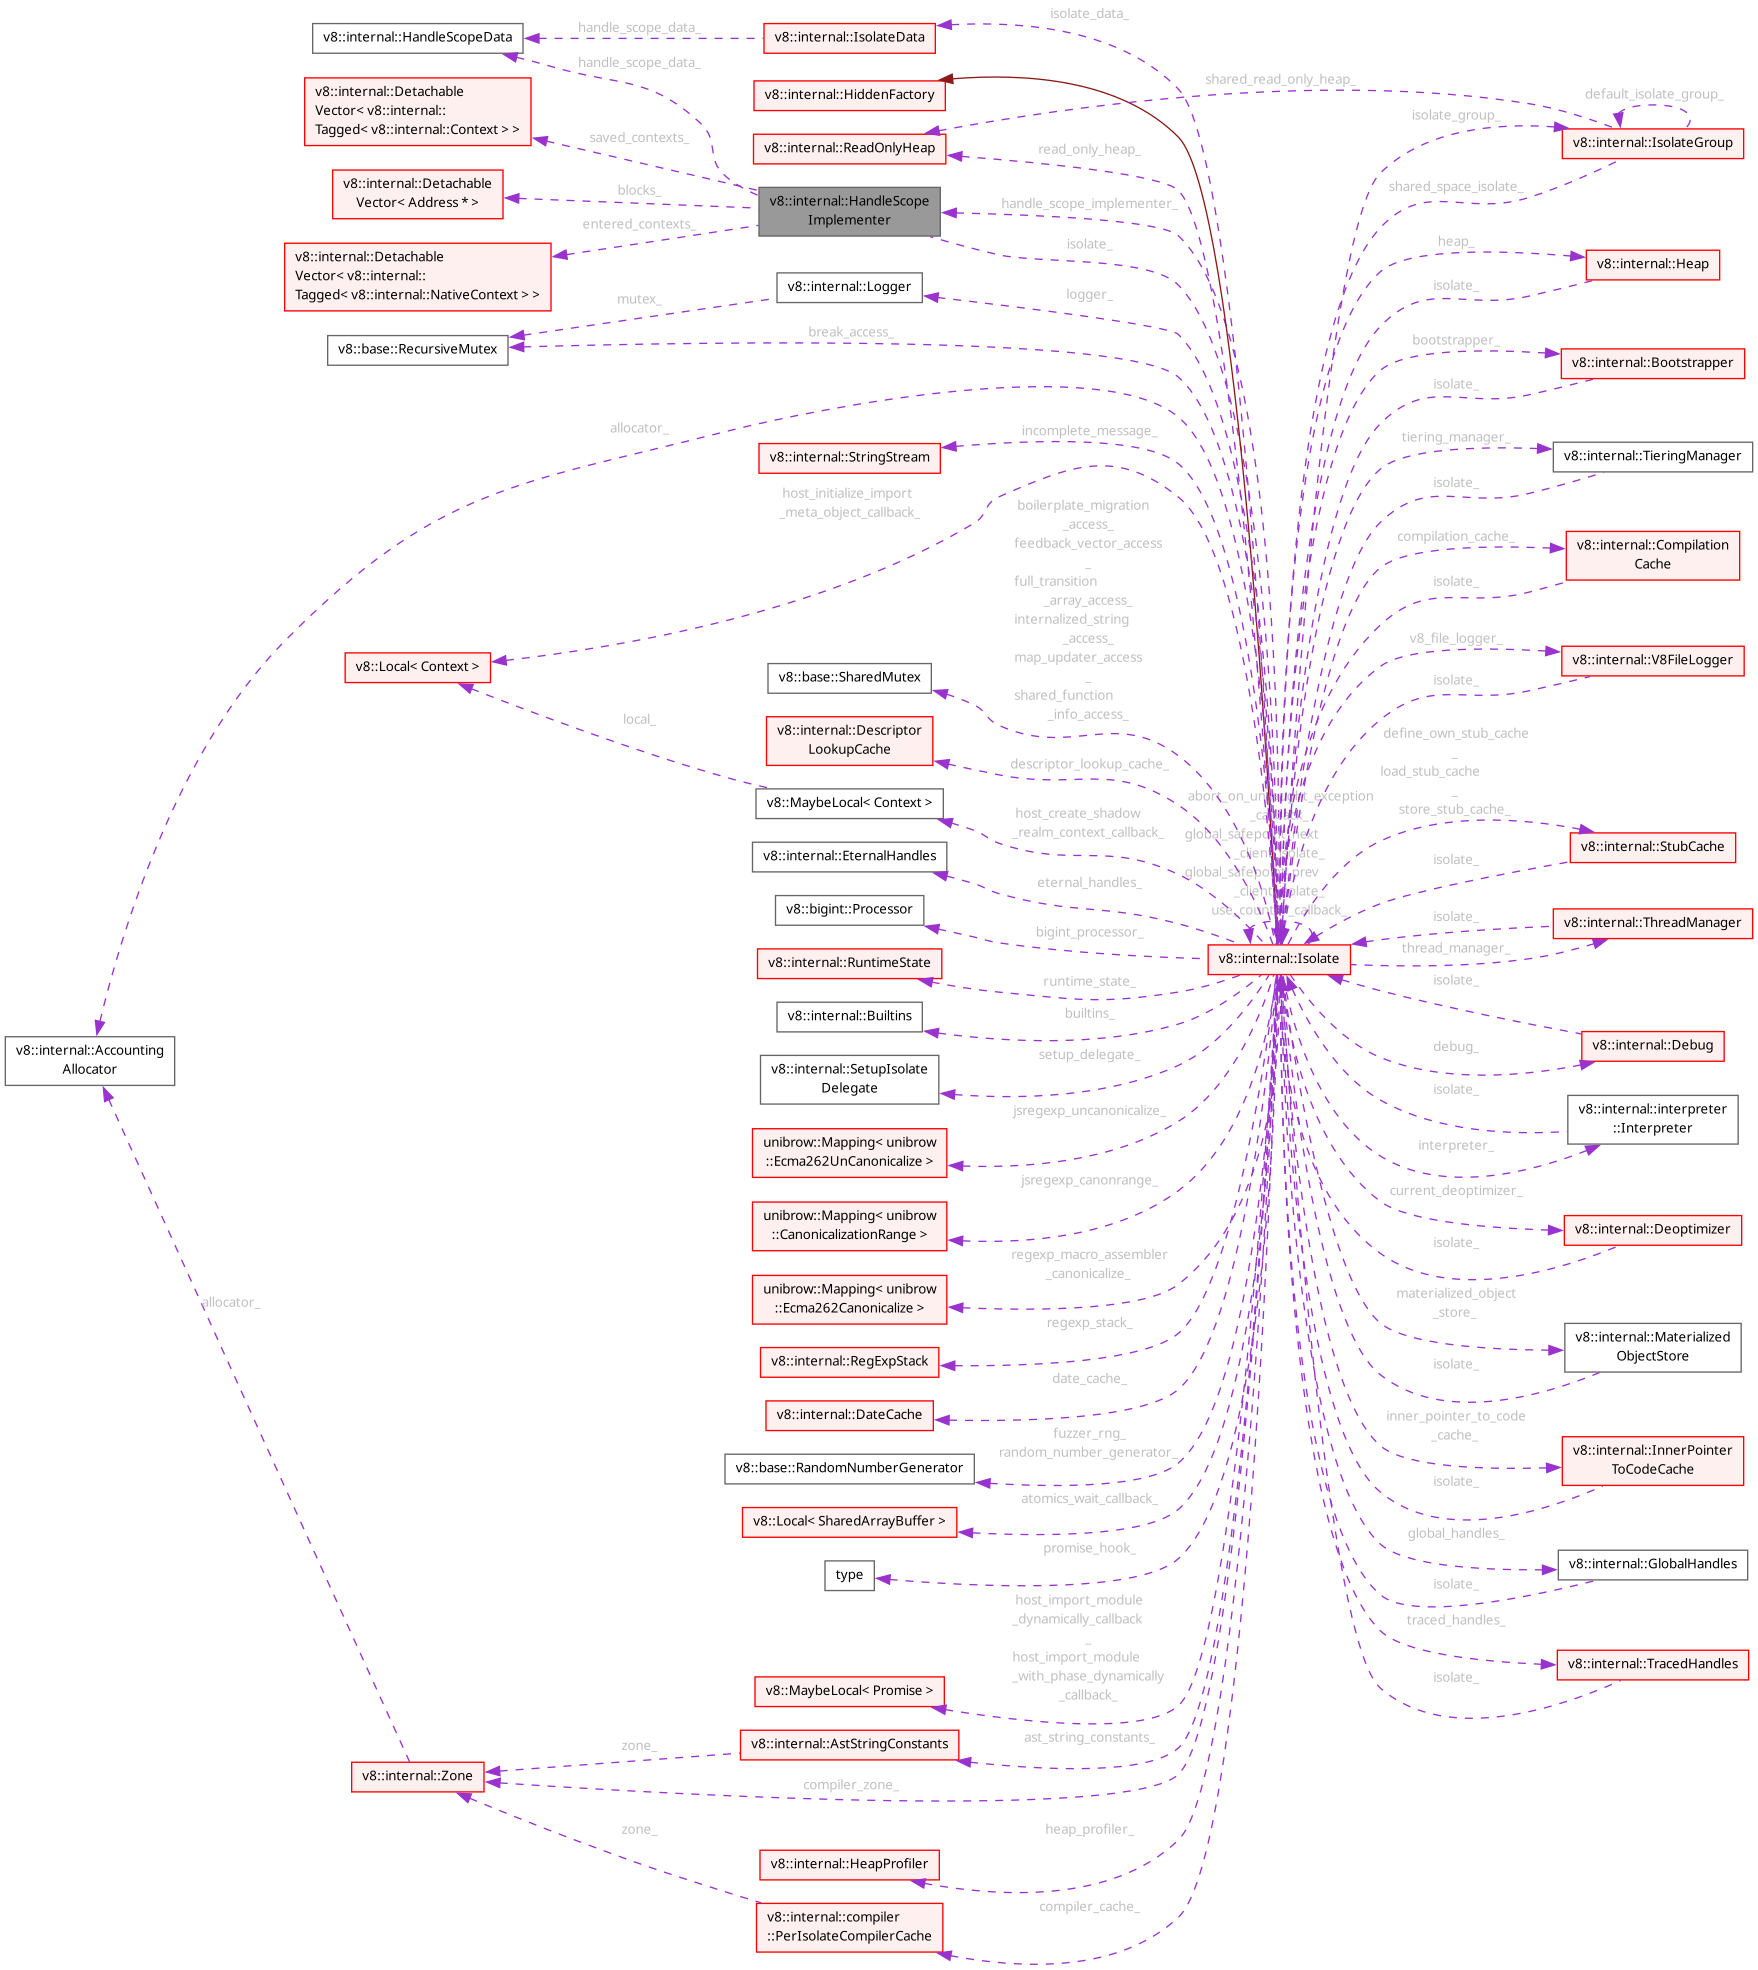 isolate_data_
handle_scope_data_
v8::internal::HandleScopeData
v8::internal::IsolateData
handle_scope_data_
v8::internal::HiddenFactory
shared_read_only_heap_
default_isolate_group_
v8::internal::Detachable
Vector< v8::internal::
Tagged< v8::internal::Context > >
saved_contexts_
v8::internal::ReadOnlyHeap
read_only_heap_
isolate_group_
v8::internal::IsolateGroup
v8::internal::Detachable
Vector< Address * >
blocks_
v8::internal::HandleScope
Implementer
handle_scope_implementer_
shared_space_isolate_
entered_contexts_
isolate_
heap_
v8::internal::Heap
v8::internal::Detachable
Vector< v8::internal::
Tagged< v8::internal::NativeContext > >
v8::internal::Logger
logger_
isolate_
mutex_
break_access_
v8::base::RecursiveMutex
bootstrapper_
v8::internal::Bootstrapper
isolate_
allocator_
v8::internal::StringStream
incomplete_message_
tiering_manager_
v8::internal::TieringManager
isolate_
host_initialize_import
_meta_object_callback_
boilerplate_migration
_access_
feedback_vector_access
_
full_transition
_array_access_
internalized_string
_access_
map_updater_access
_
shared_function
_info_access_
compilation_cache_
v8::internal::Compilation
Cache
isolate_
v8_file_logger_
v8::internal::V8FileLogger
isolate_
v8::Local< Context >
v8::base::SharedMutex
local_
v8::internal::Descriptor
LookupCache
descriptor_lookup_cache_
define_own_stub_cache
_
load_stub_cache
_
store_stub_cache_
v8::MaybeLocal< Context >
host_create_shadow
_realm_context_callback_
v8::internal::StubCache
isolate_
v8::internal::EternalHandles
eternal_handles_
use_counter_callback_
v8::bigint::Processor
bigint_processor_
v8::internal::Isolate
isolate_
thread_manager_
v8::internal::ThreadManager
v8::internal::RuntimeState
runtime_state_
isolate_
v8::internal::Builtins
builtins_
debug_
v8::internal::Debug
v8::internal::Accounting
Allocator
v8::internal::SetupIsolate
Delegate
setup_delegate_
isolate_
v8::internal::interpreter
::Interpreter
interpreter_
unibrow::Mapping< unibrow
::Ecma262UnCanonicalize >
jsregexp_uncanonicalize_
unibrow::Mapping< unibrow
::CanonicalizationRange >
jsregexp_canonrange_
current_deoptimizer_
v8::internal::Deoptimizer
isolate_
unibrow::Mapping< unibrow
::Ecma262Canonicalize >
regexp_macro_assembler
_canonicalize_
allocator_
materialized_object
_store_
v8::internal::Materialized
ObjectStore
isolate_
v8::internal::RegExpStack
regexp_stack_
v8::internal::DateCache
date_cache_
inner_pointer_to_code
_cache_
v8::internal::InnerPointer
ToCodeCache
isolate_
v8::base::RandomNumberGenerator
fuzzer_rng_
random_number_generator_
v8::Local< SharedArrayBuffer >
atomics_wait_callback_
global_handles_
v8::internal::GlobalHandles
isolate_
type
promise_hook_
host_import_module
_dynamically_callback
_
host_import_module
_with_phase_dynamically
_callback_
traced_handles_
v8::internal::TracedHandles
isolate_
v8::MaybeLocal< Promise >
v8::internal::AstStringConstants
ast_string_constants_
zone_
v8::internal::Zone
compiler_zone_
zone_
v8::internal::HeapProfiler
heap_profiler_
v8::internal::compiler
::PerIsolateCompilerCache
compiler_cache_